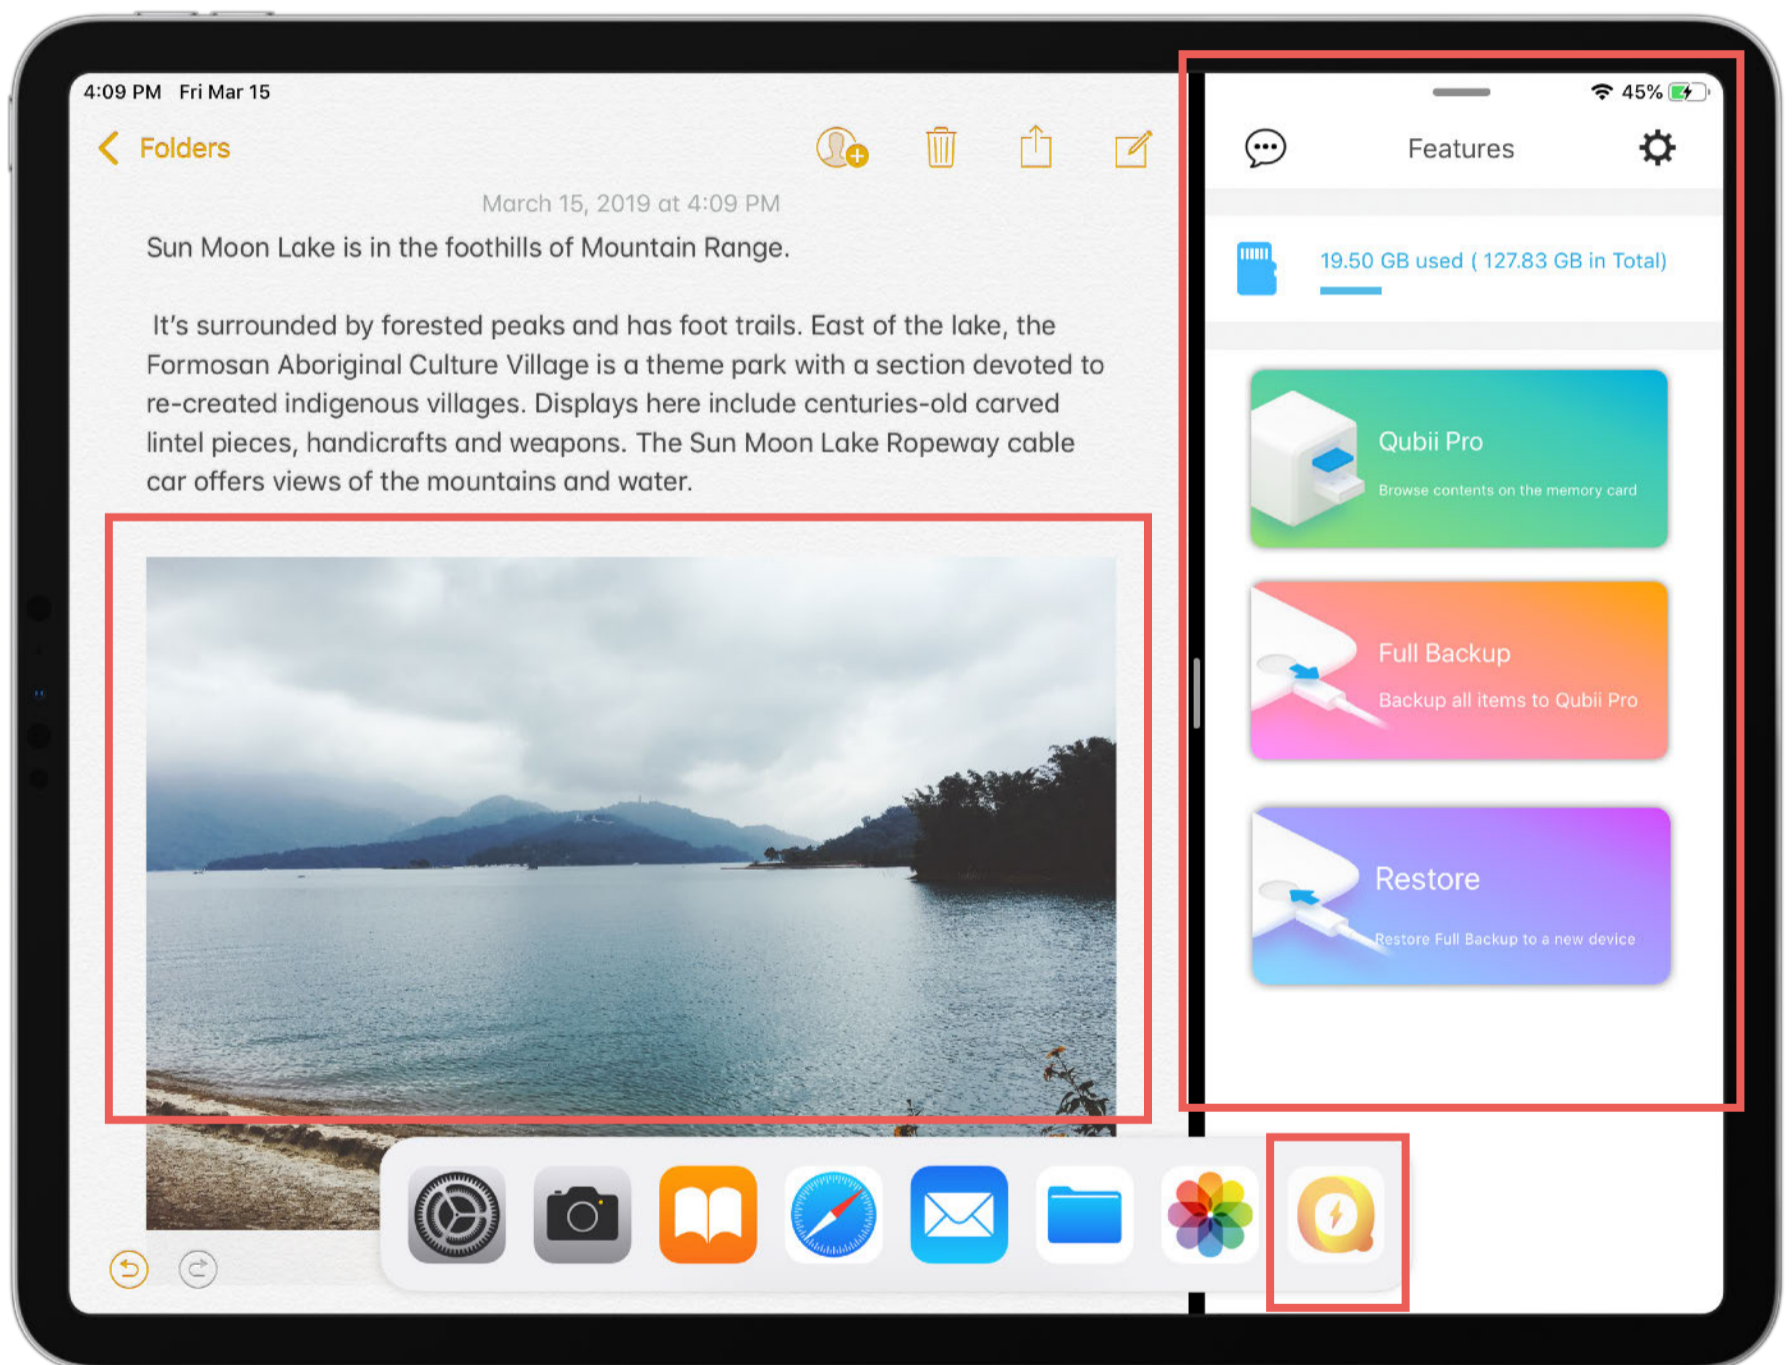 4:09 PM Fri Mar 15
45%
Folders
Features
March 15, 2019 at 4:09 PM
Sun Moon Lake is in the foothills of Mountain Range.
It's surrounded by forested peaks and has foot trails. East of the lake, the
Formosan Aboriginal Culture Village is a theme park with a section devoted to
re-created indigenous villages. Displays here include centuries-old carved
lintel pieces, handicrafts and weapons. The Sun Moon Lake Ropeway cable
car offers views of the mountains and water.
19.50 GB used ( 127.83 GB in Total)
Qubii Pro
Browse contents on the memory card
Full Backup
Backup all items to Qubii Pro
Restore
Restore Full Backup to a new device